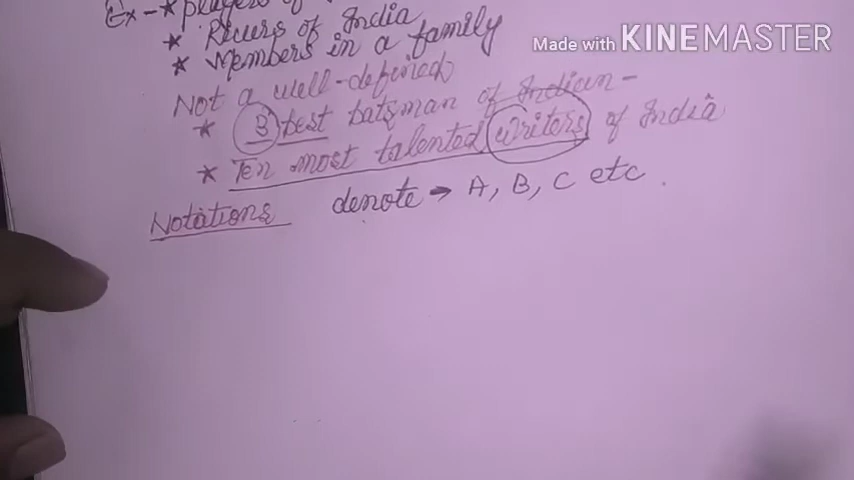 Ex - * players of
Made with KINEMASTER
* Rivers of India
* Members in a family
Not a well-defined
* 3 best batsman of Indian -
* Ten most talented writers of India
Notations denote → A, B, C etc.